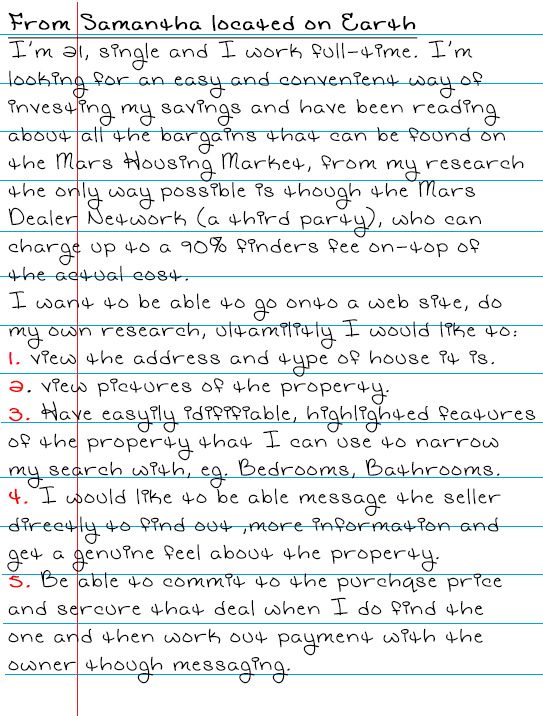 From Samantha located on Earth
I'm 21, single and I work full-time. I'm
looking for an easy and convenient way of
investing my savings and have been reading
about all the bargains that can be found on
the Mars Housing Market, from my research
the only way possible is though the Mars
Dealer Network (a third party), who can
charge up to a 90% finders fee on-top of
the actual cost.
I want to be able to go onto a web site, do
my own research, ultamilitly I would like to:
1. view the address and type of house it is.
2. view pictures of the property.
3. Have easyily idififiable, highlighted features
of the property that I can use to narrow
my search with, eg. Bedrooms, Bathrooms.
4. I would like to be able message the seller
directly to find out ,more information and
get a genuine feel about the property.
5. Be able to commit to the purchase price
and sercure that deal when I do find the
one and then work out payment with the
owner though messaging.